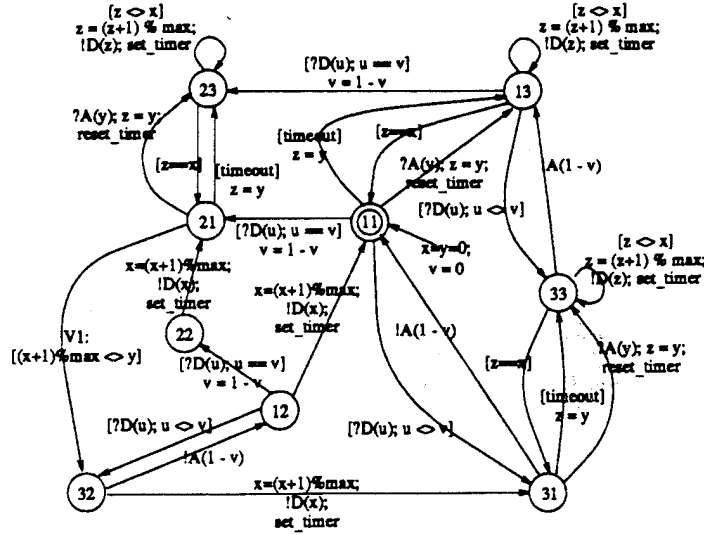 [z <> x]
z = (z+1) % max;
!D(z); set_timer
[z <> x]
z = (z+1) % max;
!D(z); set_timer
[?D(u); u == v]
v = 1 - v
23
13
?A(y); z = y;
reset_timer
[timeout]
z = y
[z==x]
[z==x]
[timeout]
z = y
?A(y); z = y;
reset_timer
!A(1 - v)
[?D(u); u <> v]
21
11
[?D(u); u == v]
v = 1 - v
x=y=0;
v = 0
[z <> x]
z = (z+1) % max;
!D(z); set_timer
33
x=(x+1)%max;
!D(x);
set_timer
x=(x+1)%max;
!D(x);
set_timer
22
V1:
[(x+1)%max <> y]
!A(1 - v)
[z==x]
?A(y); z = y;
reset_timer
[?D(u); u == v]
v = 1 - v
[timeout]
z = y
12
[?D(u); u <> v]
[?D(u); u <> v]
!A(1 - v)
32
31
x=(x+1)%max;
!D(x);
set_timer